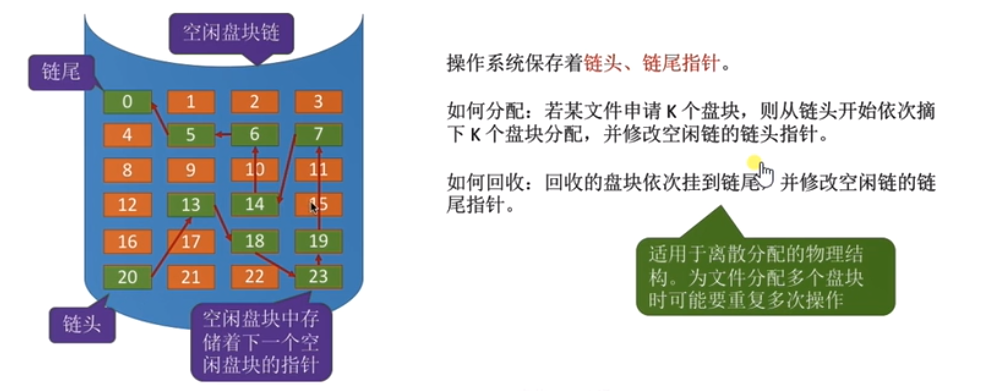 空闲盘块链
链尾
0 1 2 3
4 5 6 7
8 9 10 11
12 13 14 15
16 17 18 19
20 21 22 23
链头
空闲盘块中存
储着下一个空
闲盘块的指针
操作系统保存着链头、链尾指针。
如何分配：若某文件申请 K 个盘块，则从链头开始依次摘
下 K 个盘块分配，并修改空闲链的链头指针。
如何回收：回收的盘块依次挂到链尾，并修改空闲链的链
尾指针。
适用于离散分配的物理结
构。为文件分配多个盘块
时可能要重复多次操作